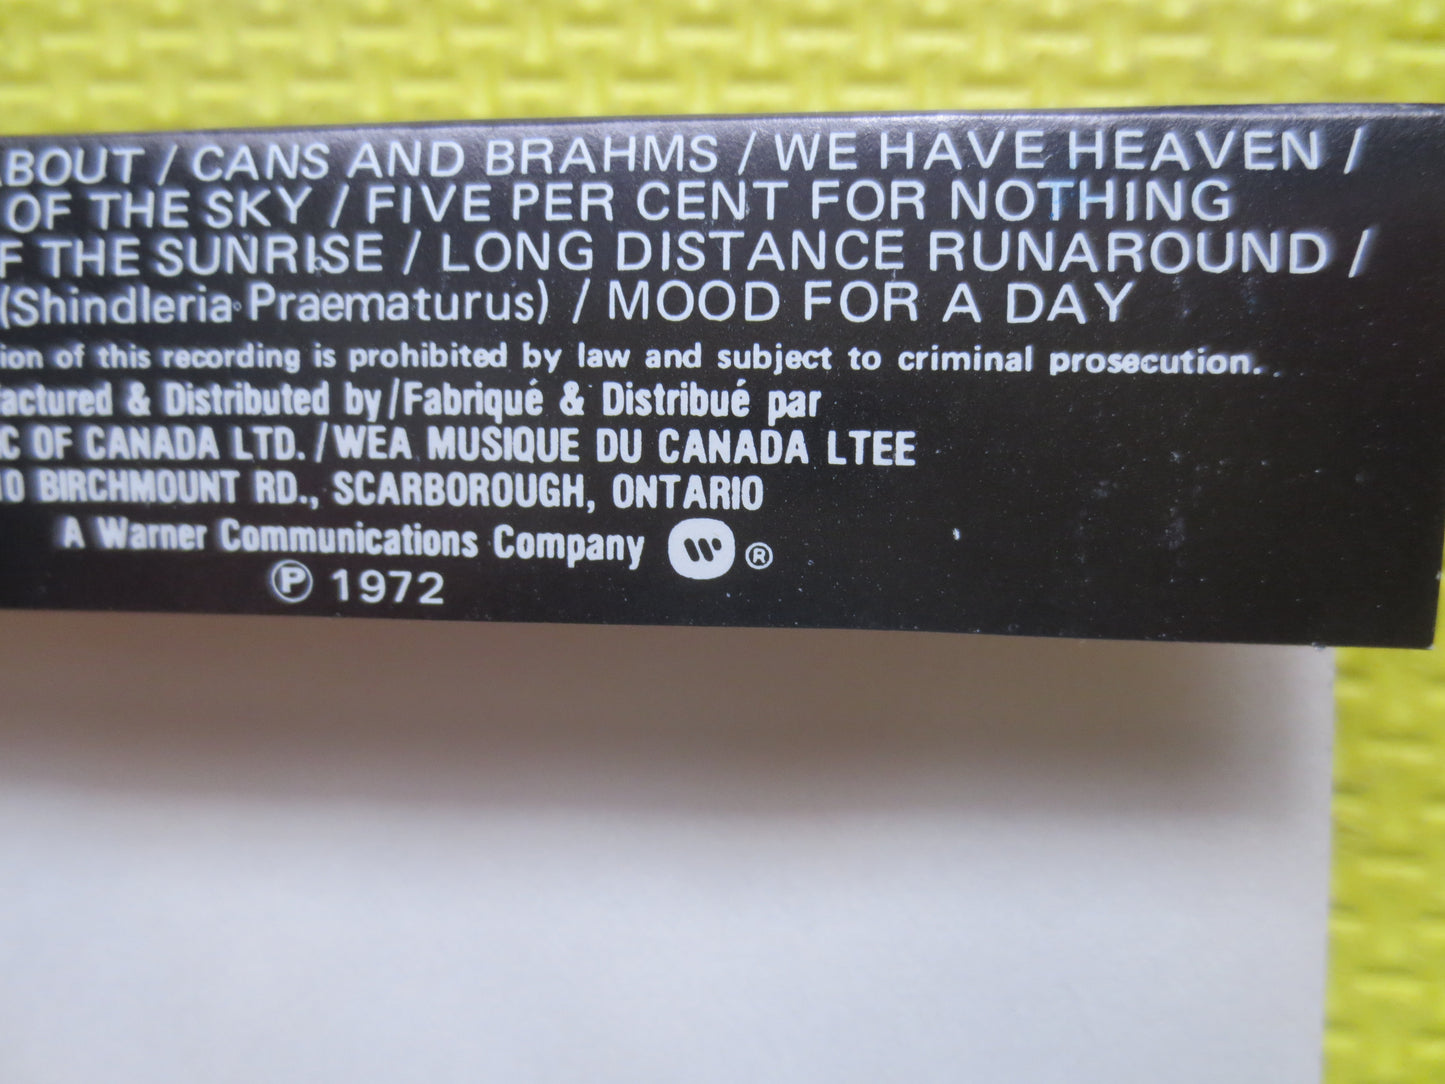 BOUT / CANS AND BRAHMS / WE HAVE HEAVEN /
OF THE SKY / FIVE PER CENT FOR NOTHING
F THE SUNRISE / LONG DISTANCE RUNAROUND /
(Shindleria Praematurus) / MOOD FOR A DAY
ion of this recording is prohibited by law and subject to criminal prosecution.
actured & Distributed by/Fabriqué & Distribué par
C OF CANADA LTD. /WEA MUSIQUE DU CANADA LTEE
10 BIRCHMOUNT RD., SCARBOROUGH, ONTARIO
A Warner Communications Company W ®
℗ 1972